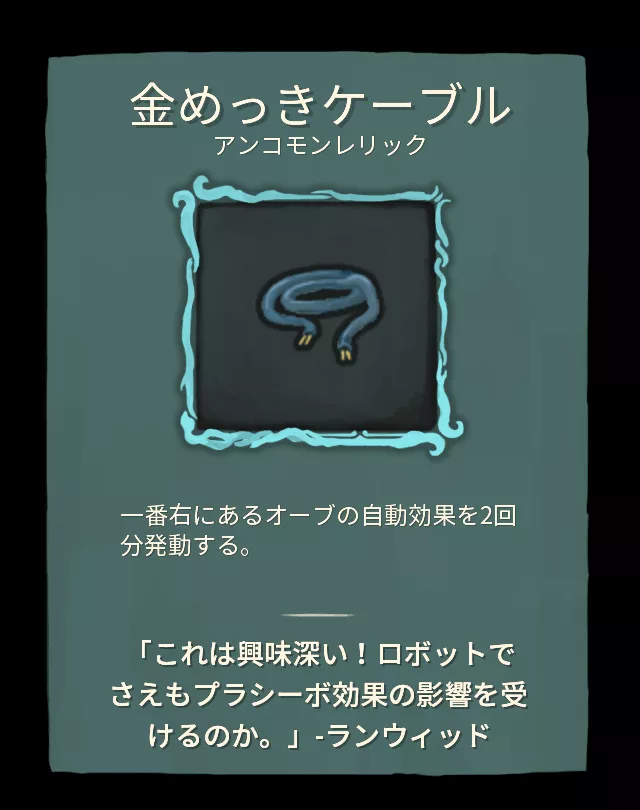 金めっきケーブル
アンコモンレリック
一番右にあるオーブの自動効果を2回
分発動する。
「これは興味深い！ロボットで
さえもプラシーボ効果の影響を受
けるのか。」-ランウィッド